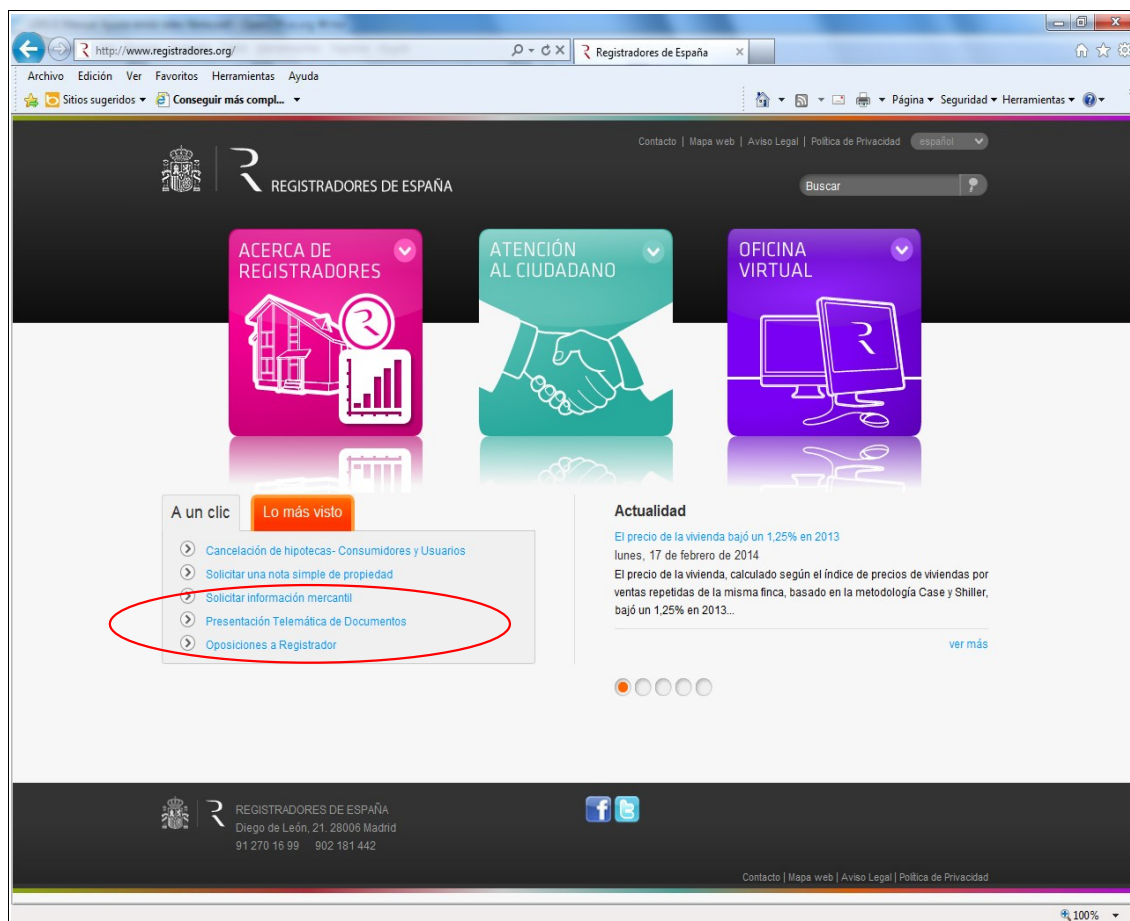 http://www.registradores.org/
Registradores de España
Archivo Edición Ver Favoritos Herramientas Ayuda
Sitios sugeridos Conseguir más compl...
Página Seguridad Herramientas
Contacto | Mapa web | Aviso Legal | Política de Privacidad español
REGISTRADORES DE ESPAÑA
Buscar
ACERCA DE
REGISTRADORES
ATENCIÓN
AL CIUDADANO
OFICINA
VIRTUAL
A un clic
Lo más visto
Cancelación de hipotecas- Consumidores y Usuarios
Solicitar una nota simple de propiedad
Solicitar información mercantil
Presentación Telemática de Documentos
Oposiciones a Registrador
Actualidad
El precio de la vivienda bajó un 1,25% en 2013
lunes, 17 de febrero de 2014
El precio de la vivienda, calculado según el índice de precios de viviendas por
ventas repetidas de la misma finca, basado en la metodología Case y Shiller,
bajó un 1,25% en 2013...
ver más
REGISTRADORES DE ESPAÑA
Diego de León, 21. 28006 Madrid
91 270 16 99 902 181 442
Contacto | Mapa web | Aviso Legal | Política de Privacidad
100%